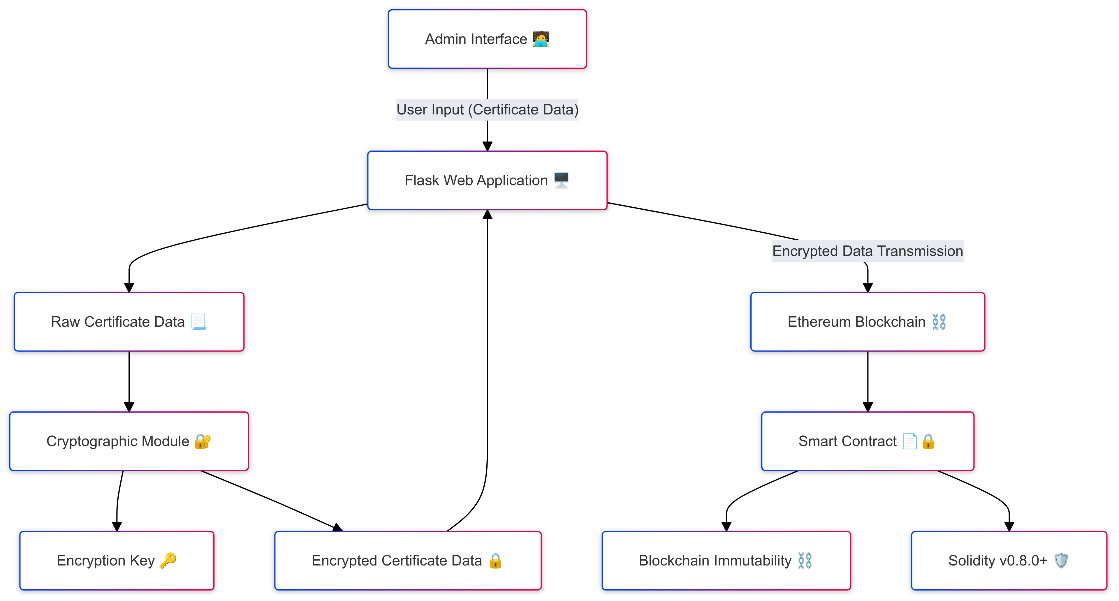 Admin Interface 🧑‍💻
User Input (Certificate Data)
Flask Web Application 🖥️
Encrypted Data Transmission
Raw Certificate Data 📃
Ethereum Blockchain ⛓️
Cryptographic Module 🔐
Smart Contract 📄🔒
Encryption Key 🔑
Encrypted Certificate Data 🔒
Blockchain Immutability ⛓️
Solidity v0.8.0+ 🛡️